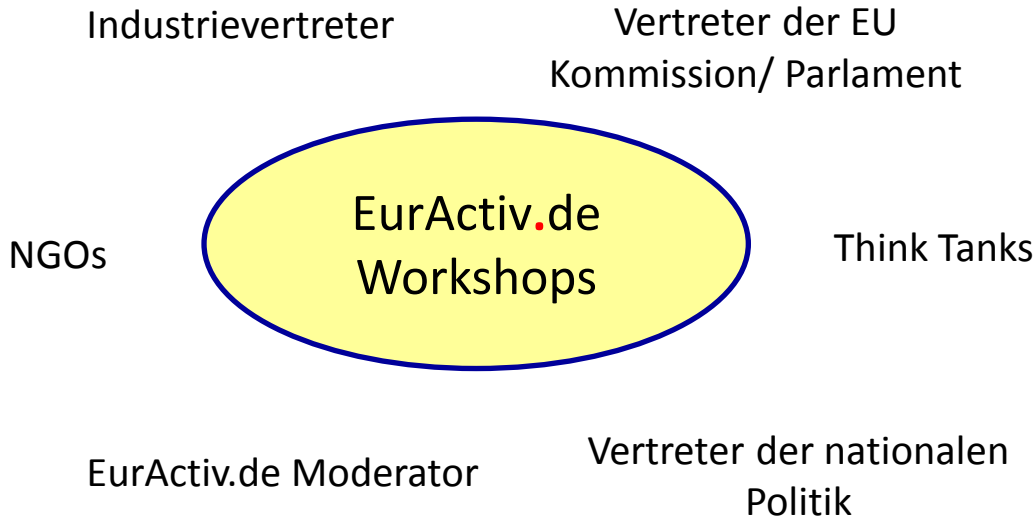 Industrievertreter
Vertreter der EU
Kommission/ Parlament
EurActiv.de
Workshops
NGOs
Think Tanks
EurActiv.de Moderator
Vertreter der nationalen
Politik